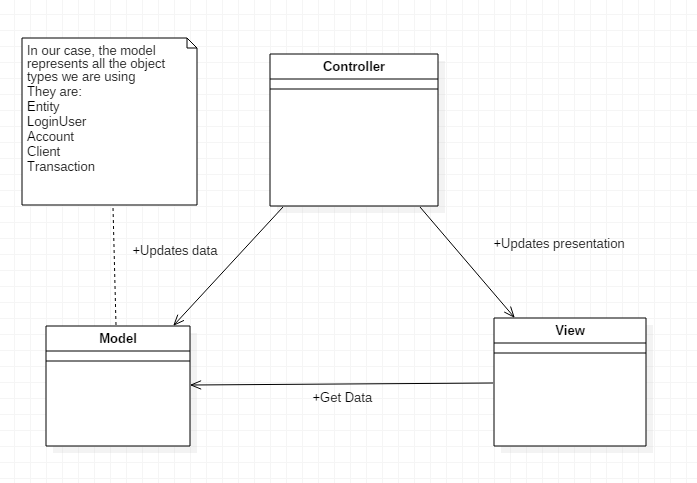 In our case, the model
represents all the object
types we are using
They are:
Entity
LoginUser
Account
Client
Transaction
Controller
+Updates data
+Updates presentation
Model
View
+Get Data